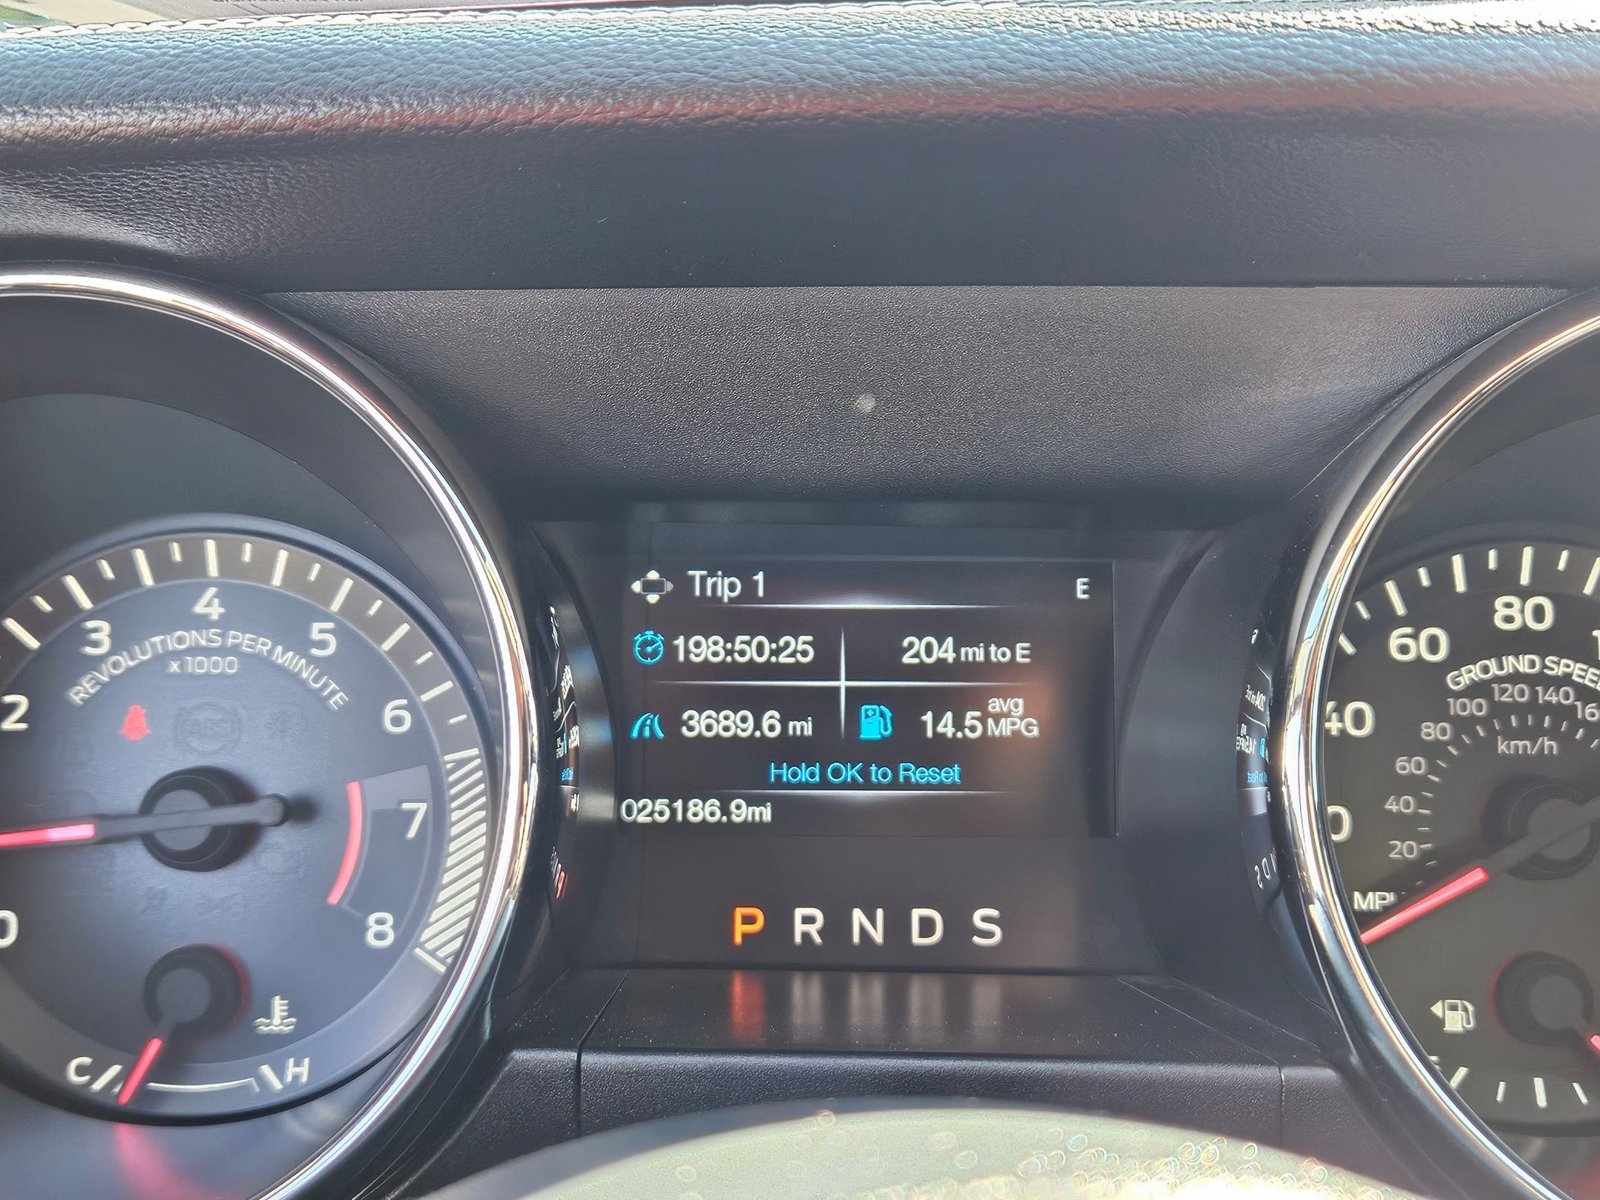 Trip 1 E
198:50:25 204 mi to E
3689.6 mi 14.5 avg MPG
Hold OK to Reset
025186.9mi
P R N D S
0 2 3 4 5 6 7 8
REVOLUTIONS PER MINUTE
x1000
C H
40 60 80
GROUND SPEED
20 40 60 80 100 120 140
km/h